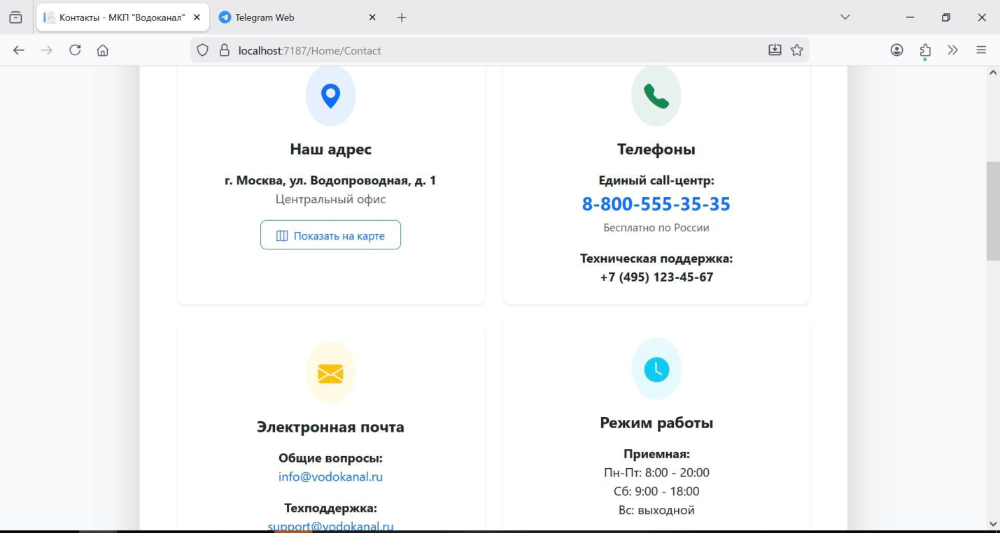 Контакты - МКП "Водоканал"
Telegram Web
localhost:7187/Home/Contact
Наш адрес
г. Москва, ул. Водопроводная, д. 1
Центральный офис
Показать на карте
Телефоны
Единый call-центр:
8-800-555-35-35
Бесплатно по России
Техническая поддержка:
+7 (495) 123-45-67
Электронная почта
Общие вопросы:
info@vodokanal.ru
Техподдержка:
support@vodokanal.ru
Режим работы
Приемная:
Пн-Пт: 8:00 - 20:00
Сб: 9:00 - 18:00
Вс: выходной